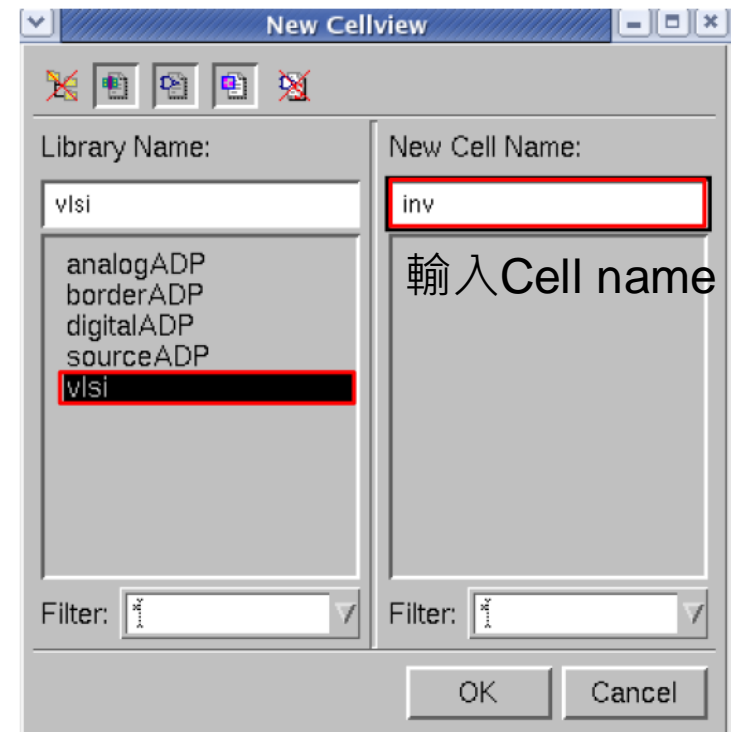 New Cellview
Library Name:
vlsi
analogADP
borderADP
digitalADP
sourceADP
vlsi
Filter: *
New Cell Name:
inv
輸入Cell name
Filter: *
OK
Cancel